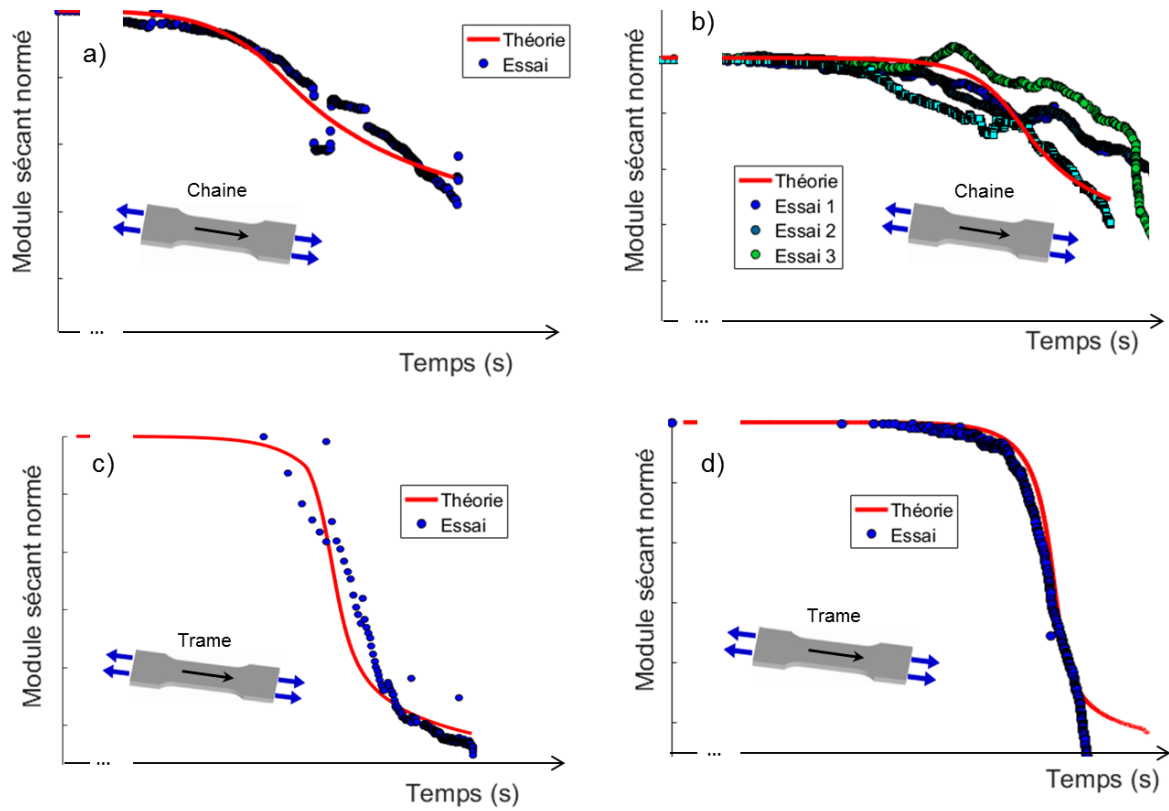 a)
Module sécant normé
Théorie
Essai
Chaine
...
Temps (s)
b)
Module sécant normé
Théorie
Essai 1
Essai 2
Essai 3
Chaine
...
Temps (s)
c)
Module sécant normé
Théorie
Essai
Trame
...
Temps (s)
d)
Module sécant normé
Théorie
Essai
Trame
...
Temps (s)